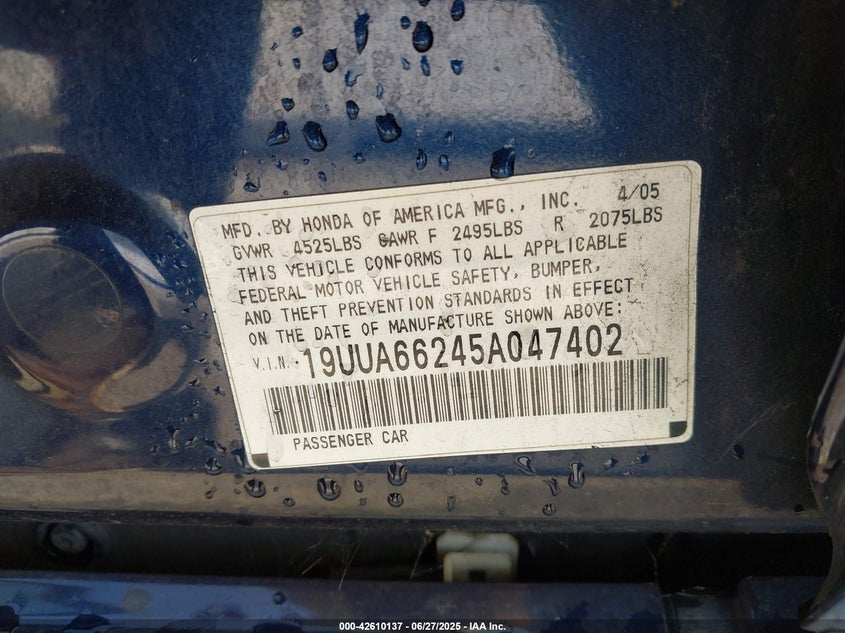 MFD. BY HONDA OF AMERICA MFG., INC. 4/05
GVWR 4525LBS GAWR F 2495LBS R 2075LBS
THIS VEHICLE CONFORMS TO ALL APPLICABLE
FEDERAL MOTOR VEHICLE SAFETY, BUMPER,
AND THEFT PREVENTION STANDARDS IN EFFECT
ON THE DATE OF MANUFACTURE SHOWN ABOVE:
V.I.N. 19UUA66245A047402
PASSENGER CAR
000-42610137 - 06/27/2025 - IAA Inc.